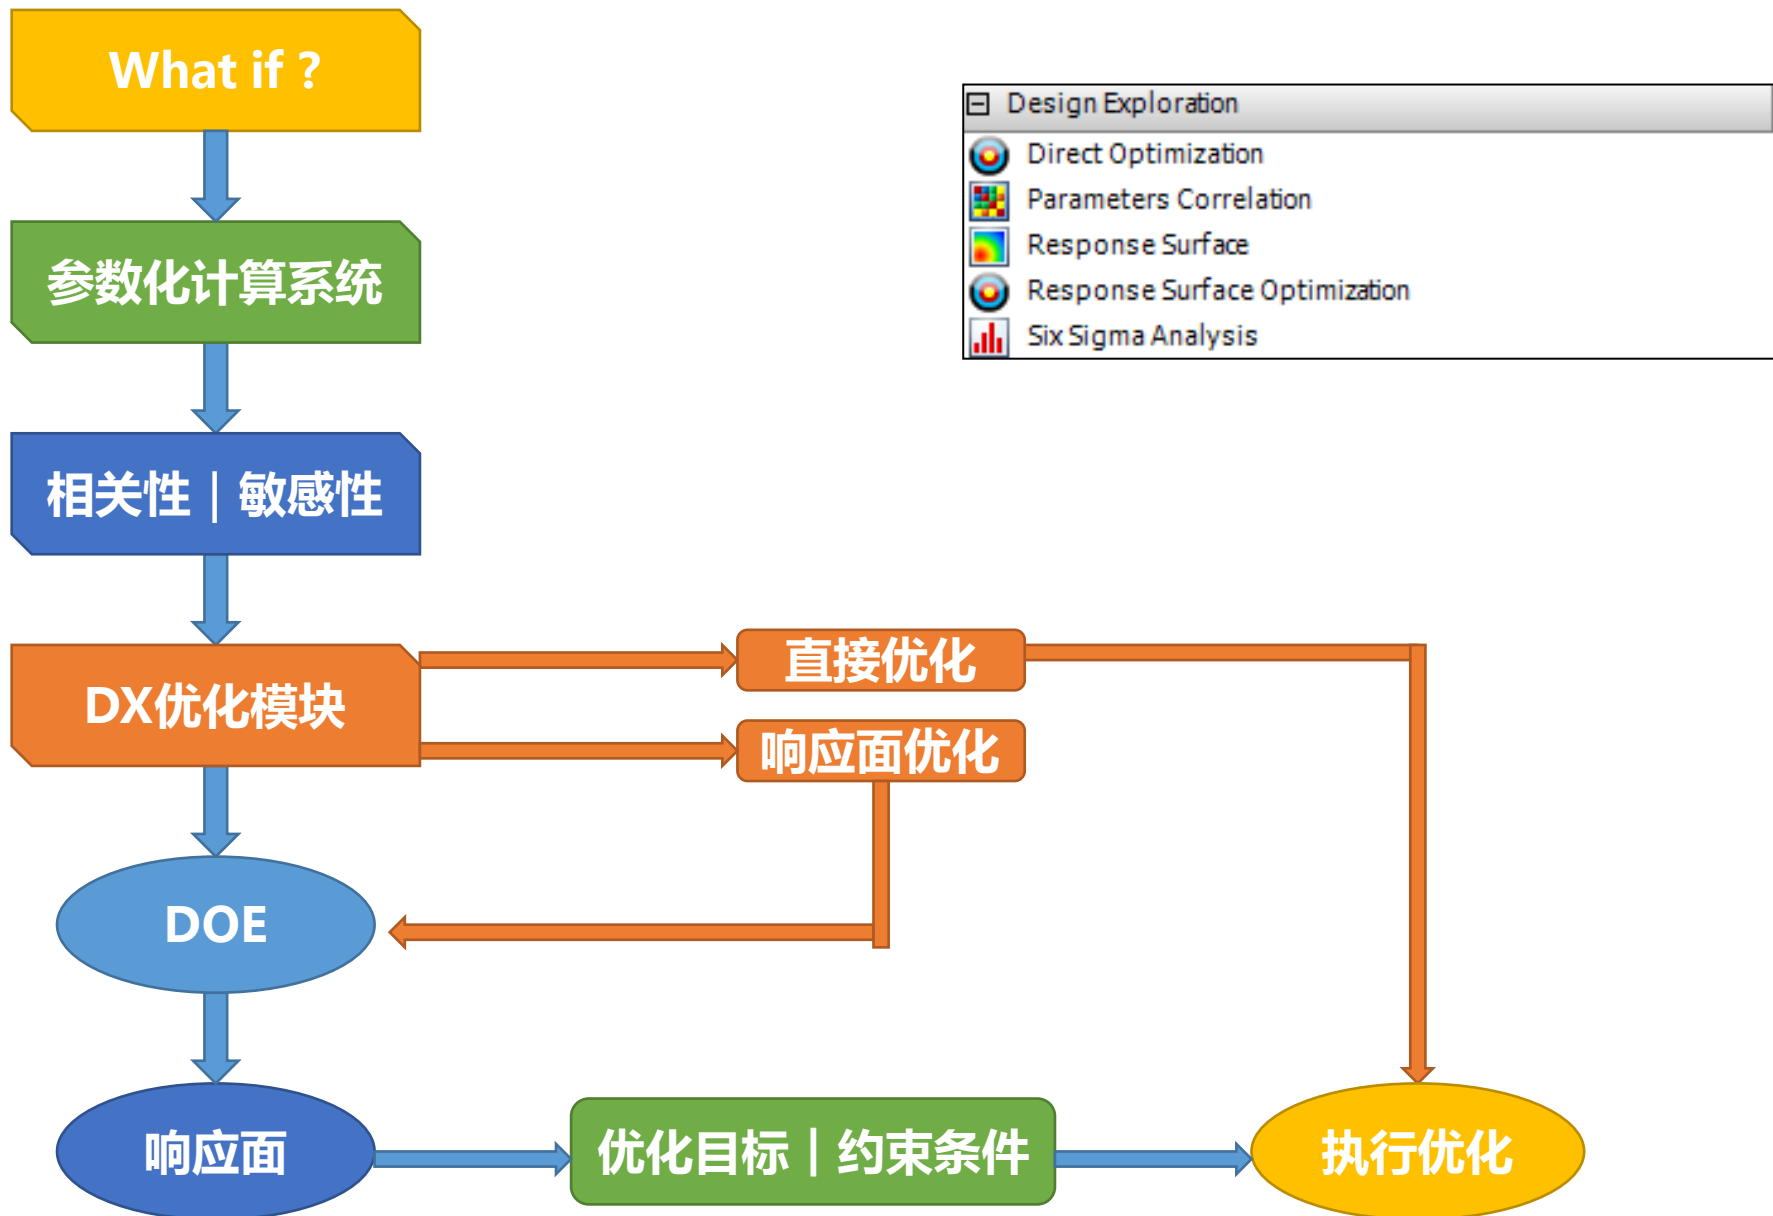 What if ?
参数化计算系统
相关性｜敏感性
DX优化模块
直接优化
响应面优化
DOE
响应面
优化目标｜约束条件
执行优化
Design Exploration
Direct Optimization
Parameters Correlation
Response Surface
Response Surface Optimization
Six Sigma Analysis